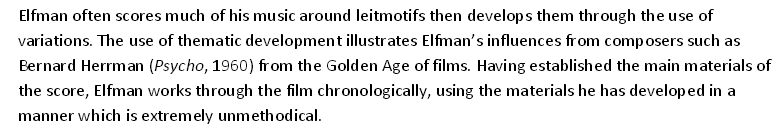 Elfman often scores much of his music around leitmotifs then develops them through the use of
variations. The use of thematic development illustrates Elfman's influences from composers such as
Bernard Herrman (Psycho, 1960) from the Golden Age of films. Having established the main materials of
the score, Elfman works through the film chronologically, using the materials he has developed in a
manner which is extremely unmethodical.